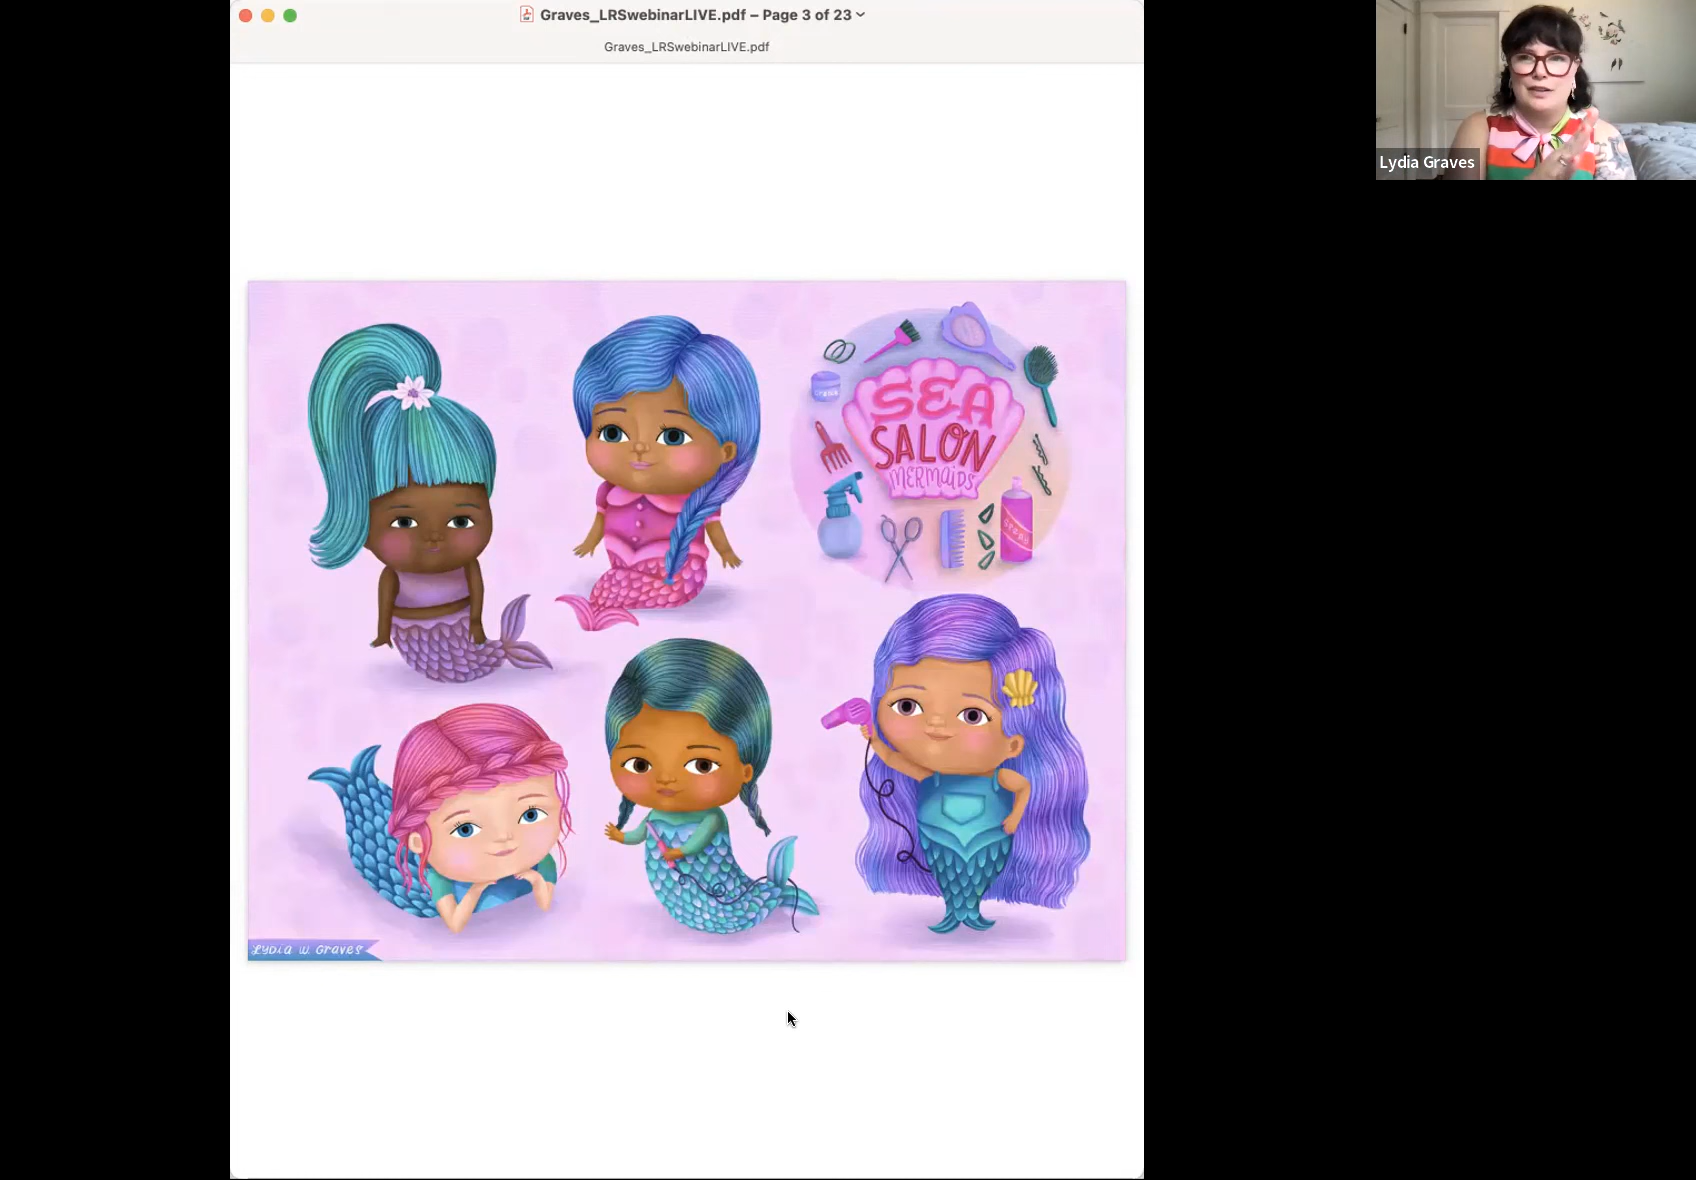 Graves_LRSwebinarLIVE.pdf – Page 3 of 23
Graves_LRSwebinarLIVE.pdf
Lydia Graves
SEA
SALON
MERMAIDS
Lydia W. Graves